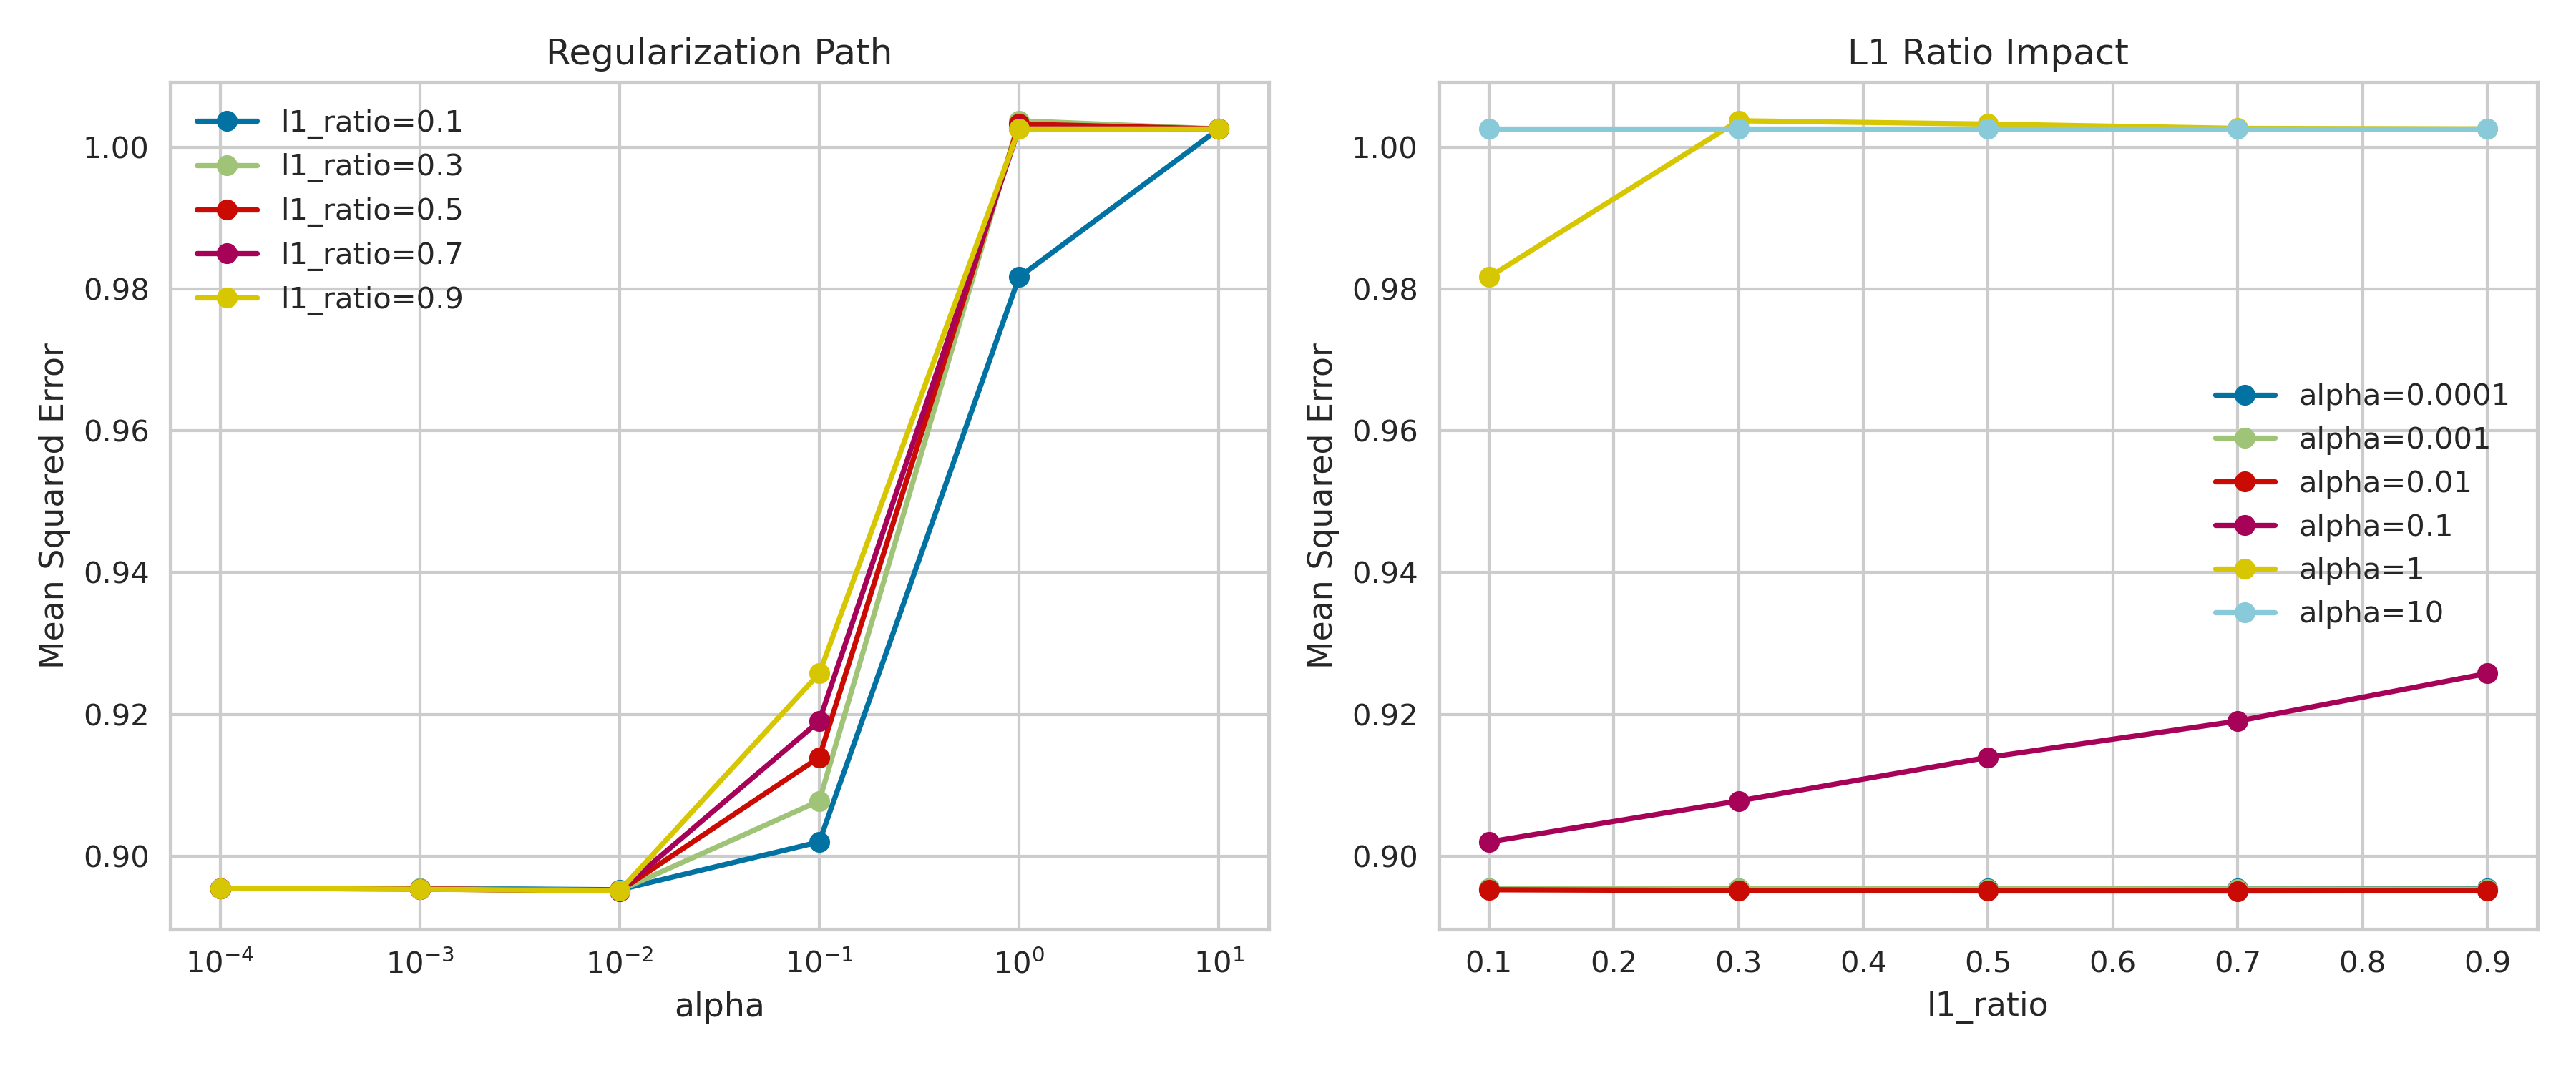 Regularization Path
l1_ratio=0.1
l1_ratio=0.3
l1_ratio=0.5
l1_ratio=0.7
l1_ratio=0.9
1.00
0.98
0.96
0.94
0.92
0.90
Mean Squared Error
10⁻⁴ 10⁻³ 10⁻² 10⁻¹ 10⁰ 10¹
alpha
L1 Ratio Impact
1.00
0.98
0.96
0.94
0.92
0.90
Mean Squared Error
alpha=0.0001
alpha=0.001
alpha=0.01
alpha=0.1
alpha=1
alpha=10
0.1 0.2 0.3 0.4 0.5 0.6 0.7 0.8 0.9
l1_ratio